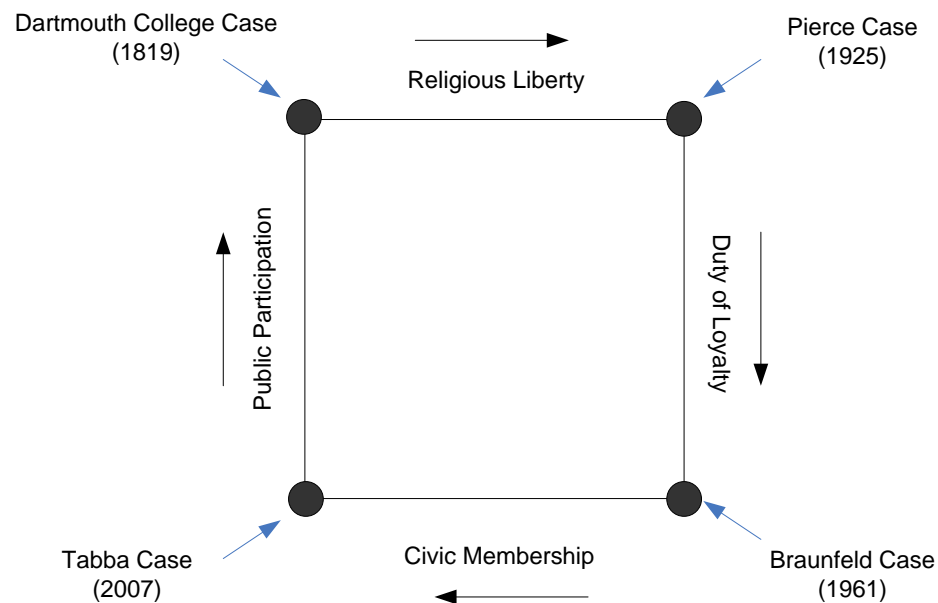 Dartmouth College Case
(1819)
Pierce Case
(1925)
Religious Liberty
Public Participation
Duty of Loyalty
Civic Membership
Tabba Case
(2007)
Braunfeld Case
(1961)